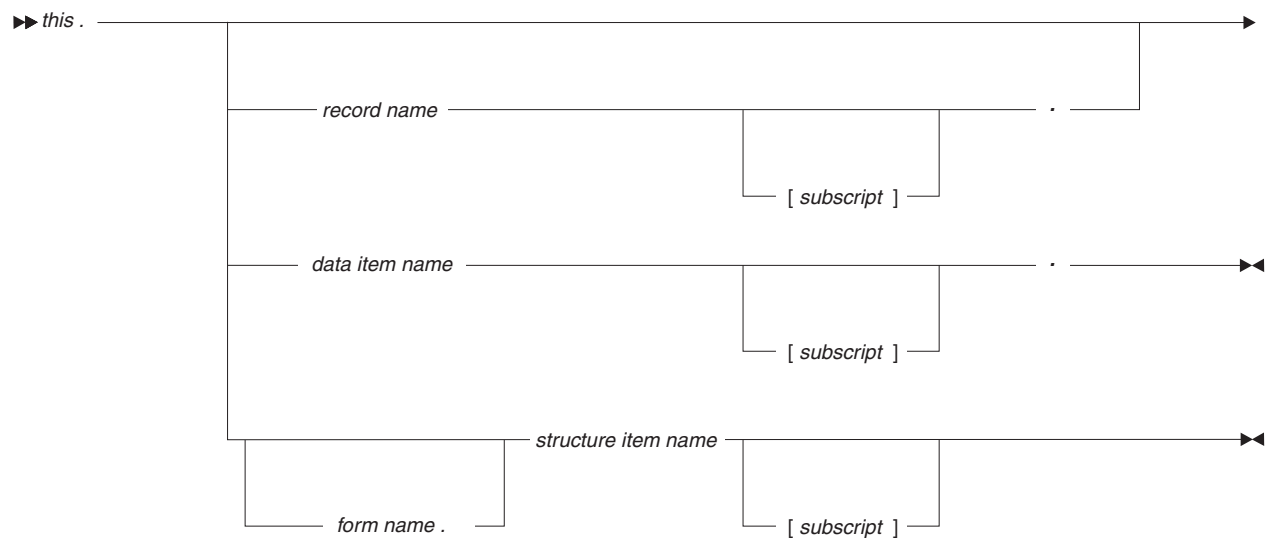 this .
record name .
[ subscript ]
data item name .
[ subscript ]
structure item name
form name . [ subscript ]